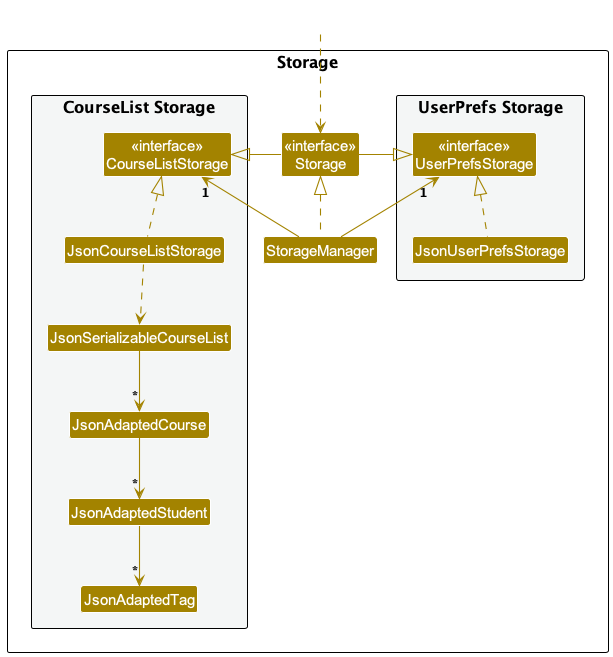 Storage
CourseList Storage
UserPrefs Storage
«interface»
CourseListStorage
«interface»
Storage
«interface»
UserPrefsStorage
1
1
JsonCourseListStorage
StorageManager
JsonUserPrefsStorage
JsonSerializableCourseList
*
JsonAdaptedCourse
*
JsonAdaptedStudent
*
JsonAdaptedTag